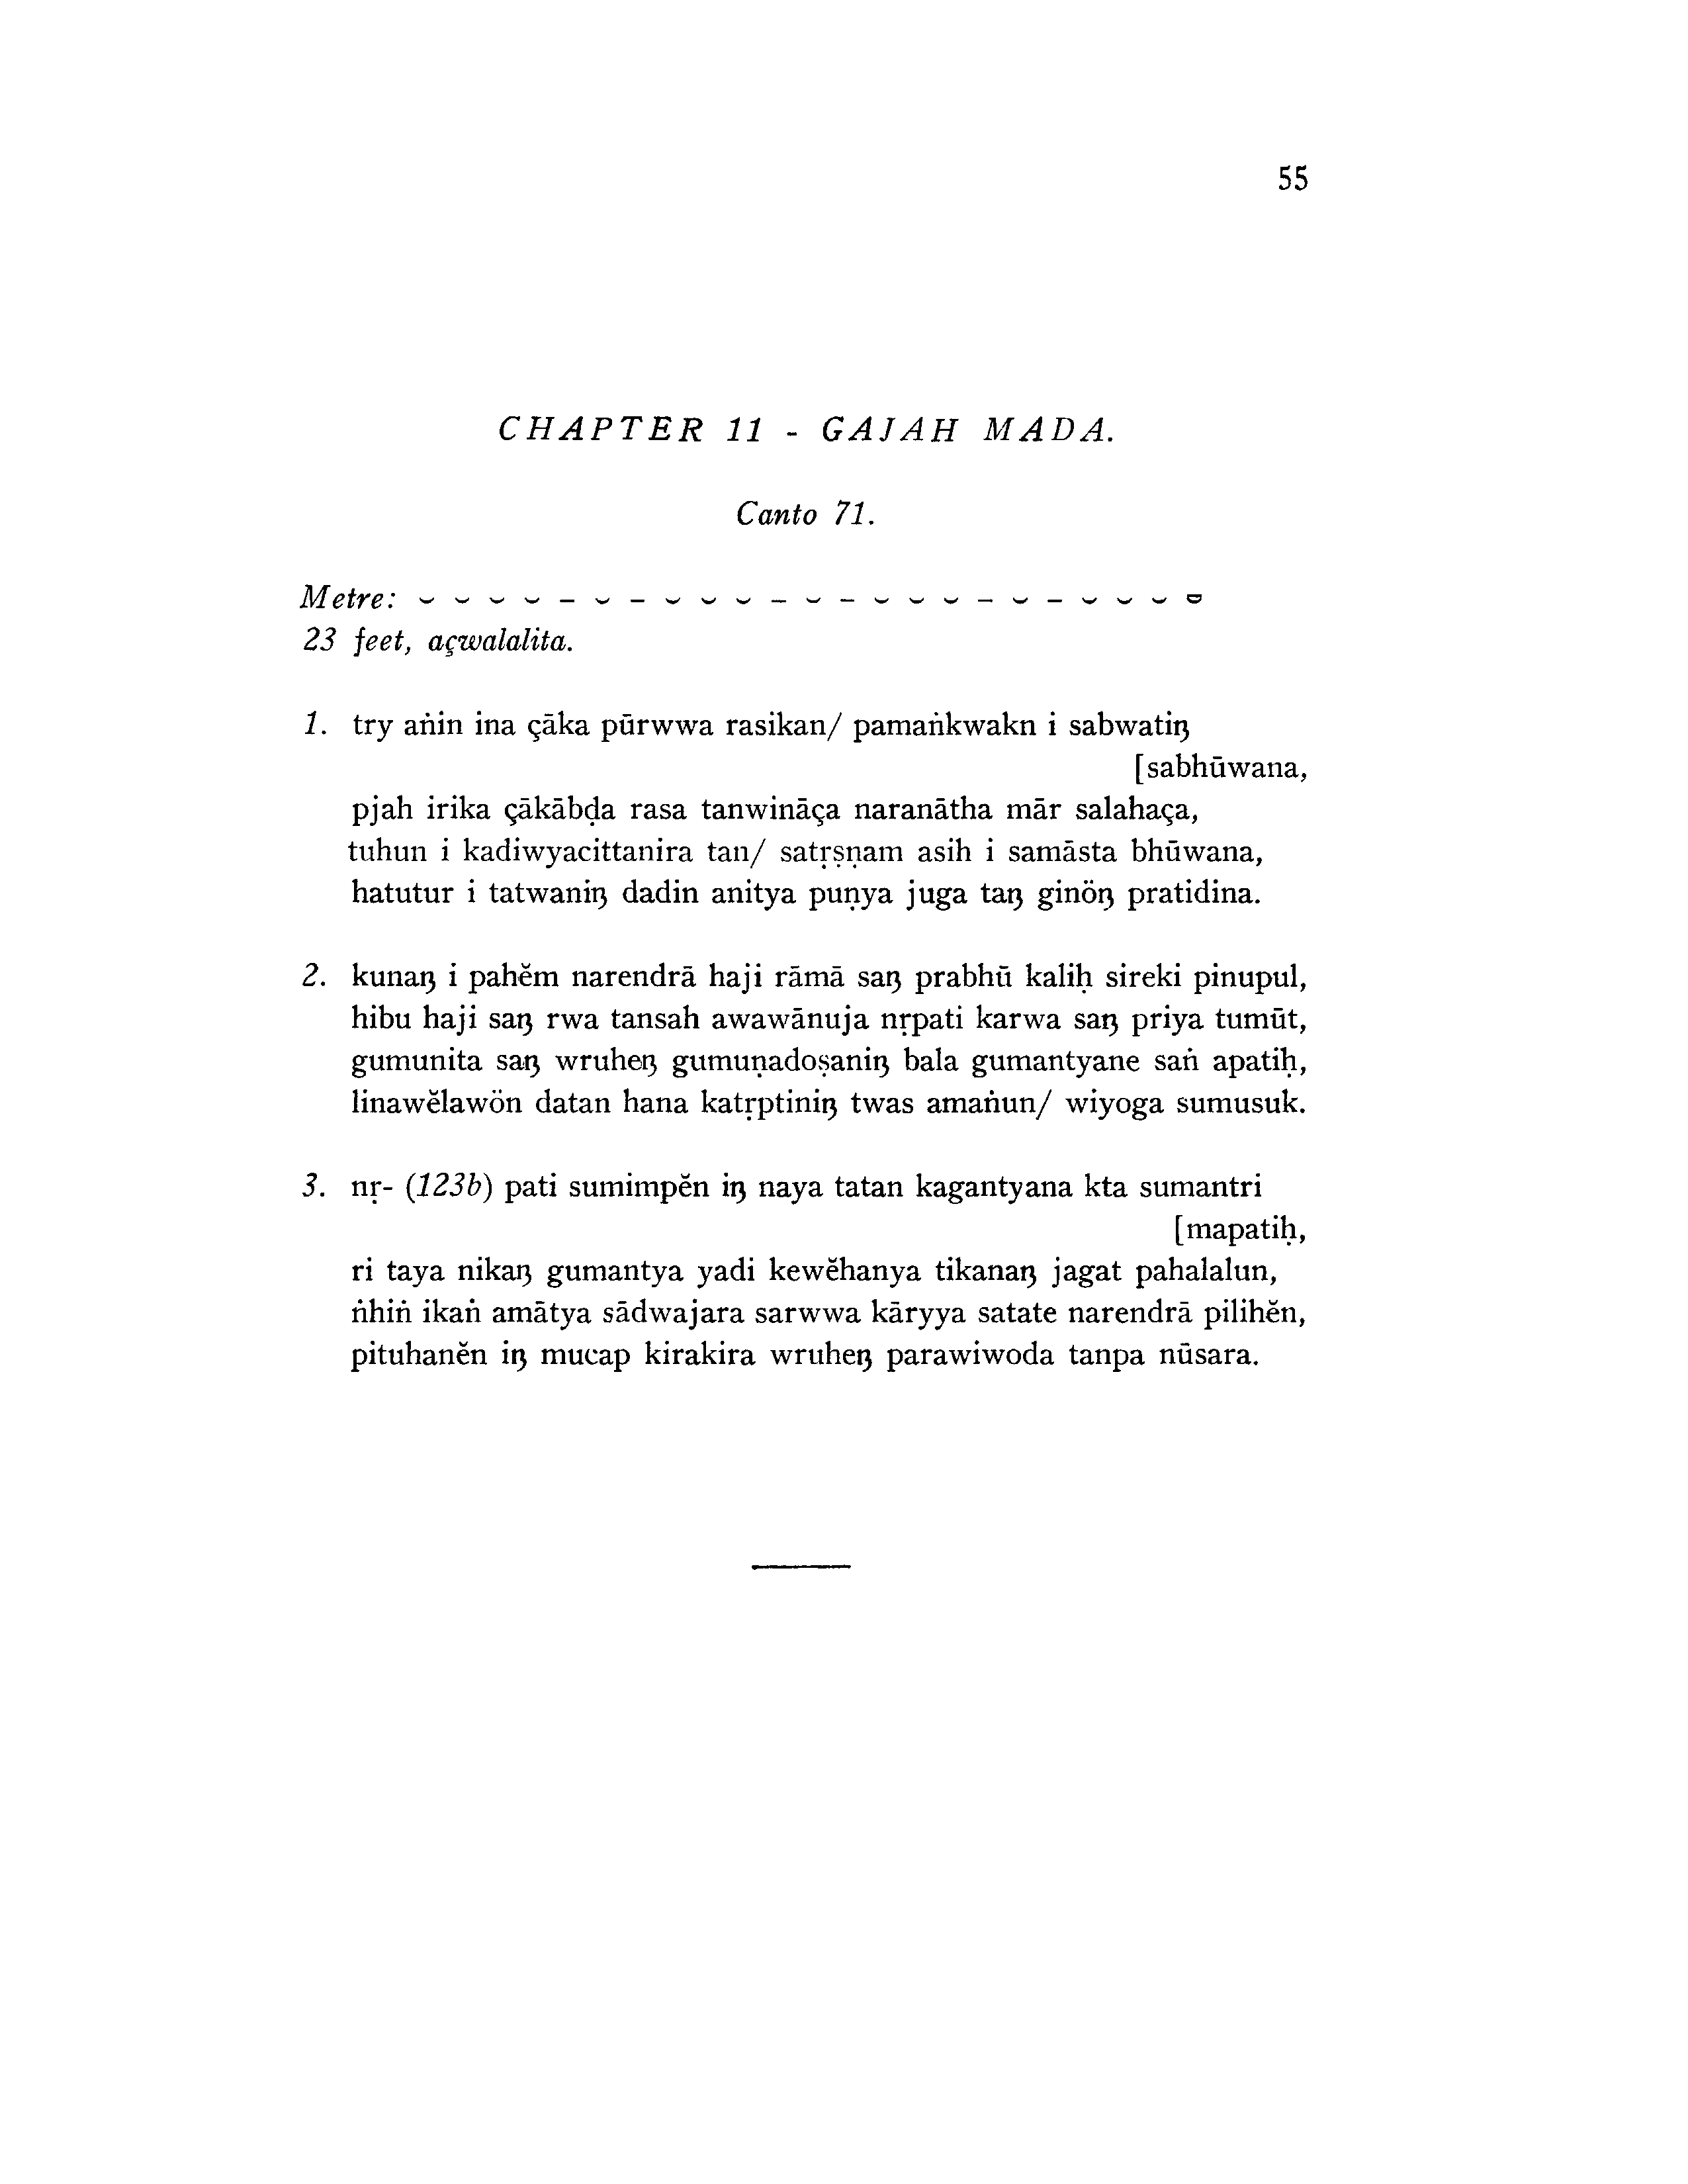 55
CHAPTER 11 - GAJAH MADA.
Canto 71.
Metre: ⏑ ⏑ ⏑ ⏑ – ⏑ – ⏑ ⏑ ⏑ – ⏑ – ⏑ ⏑ ⏑ – ⏑ – ⏑ ⏑ ⏑ ⏓
23 feet, açwalalita.
1. try aṅin ina çāka pūrwwa rasikan/ pamaṅkwakn i sabwatiŋ
[sabhūwana,
pjah irika çākābḍa rasa tanwināça naranātha mār salahaça,
tuhun i kadiwyacittanira tan/ satṛṣṇam asih i samāsta bhūwana,
hatutur i tatwaniŋ dadin anitya puṇya juga taŋ ginöŋ pratidina.
2. kunaŋ i pahĕm narendrā haji rāmā saŋ prabhū kaliḥ sireki pinupul,
hibu haji saŋ rwa tansah awawānuja nṛpati karwa saŋ priya tumūt,
gumunita saŋ wruheŋ gumuṇadoṣaniŋ bala gumantyane saṅ apatiḥ,
linawĕlawön datan hana katṛptiniŋ twas amaṅun/ wiyoga sumusuk.
3. nṛ- (123b) pati sumimpĕn iŋ naya tatan kagantyana kta sumantri
[mapatiḥ,
ri taya nikaŋ gumantya yadi kewĕhanya tikanaŋ jagat pahalalun,
ṅhiṅ ikaṅ amātya sādwajara sarwwa kāryya satate narendrā pilihĕn,
pituhanĕn iŋ mucap kirakira wruheŋ parawiwoda tanpa nūsara.